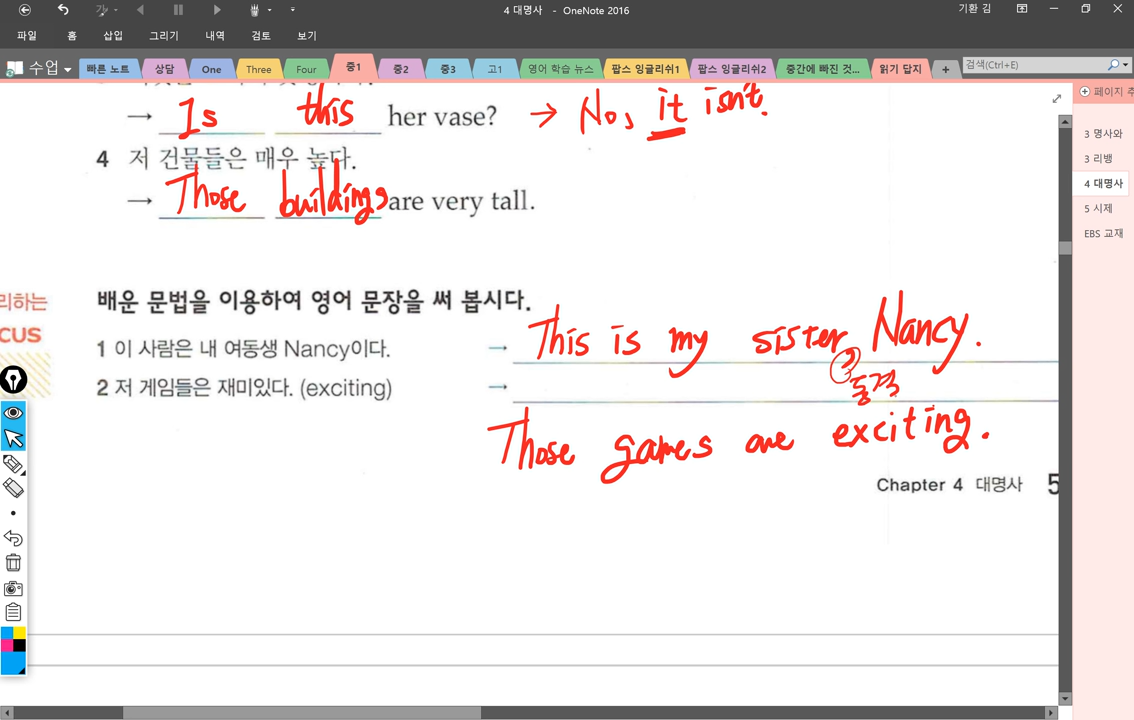 4 대명사 - OneNote 2016
기환 김
파일 홈 삽입 그리기 내역 검토 보기
수업 빠른 노트 상담 One Three Four 중1 중2 중3 고1 영어 학습 뉴스 팝스 잉글리쉬1 팝스 잉글리쉬2 중간에 빠진 것... 읽기 답지 + 검색(Ctrl+E)
페이지 추
3 명사와
3 리뱅
4 대명사
5 시제
EBS 교재
→ Is this her vase? → No, it isn't.
4 저 건물들은 매우 높다.
→ Those buildings are very tall.
리하는
CUS
배운 문법을 이용하여 영어 문장을 써 봅시다.
1 이 사람은 내 여동생 Nancy이다. → This is my sister Nancy.
동격
2 저 게임들은 재미있다. (exciting) →
Those games are exciting.
Chapter 4 대명사 5